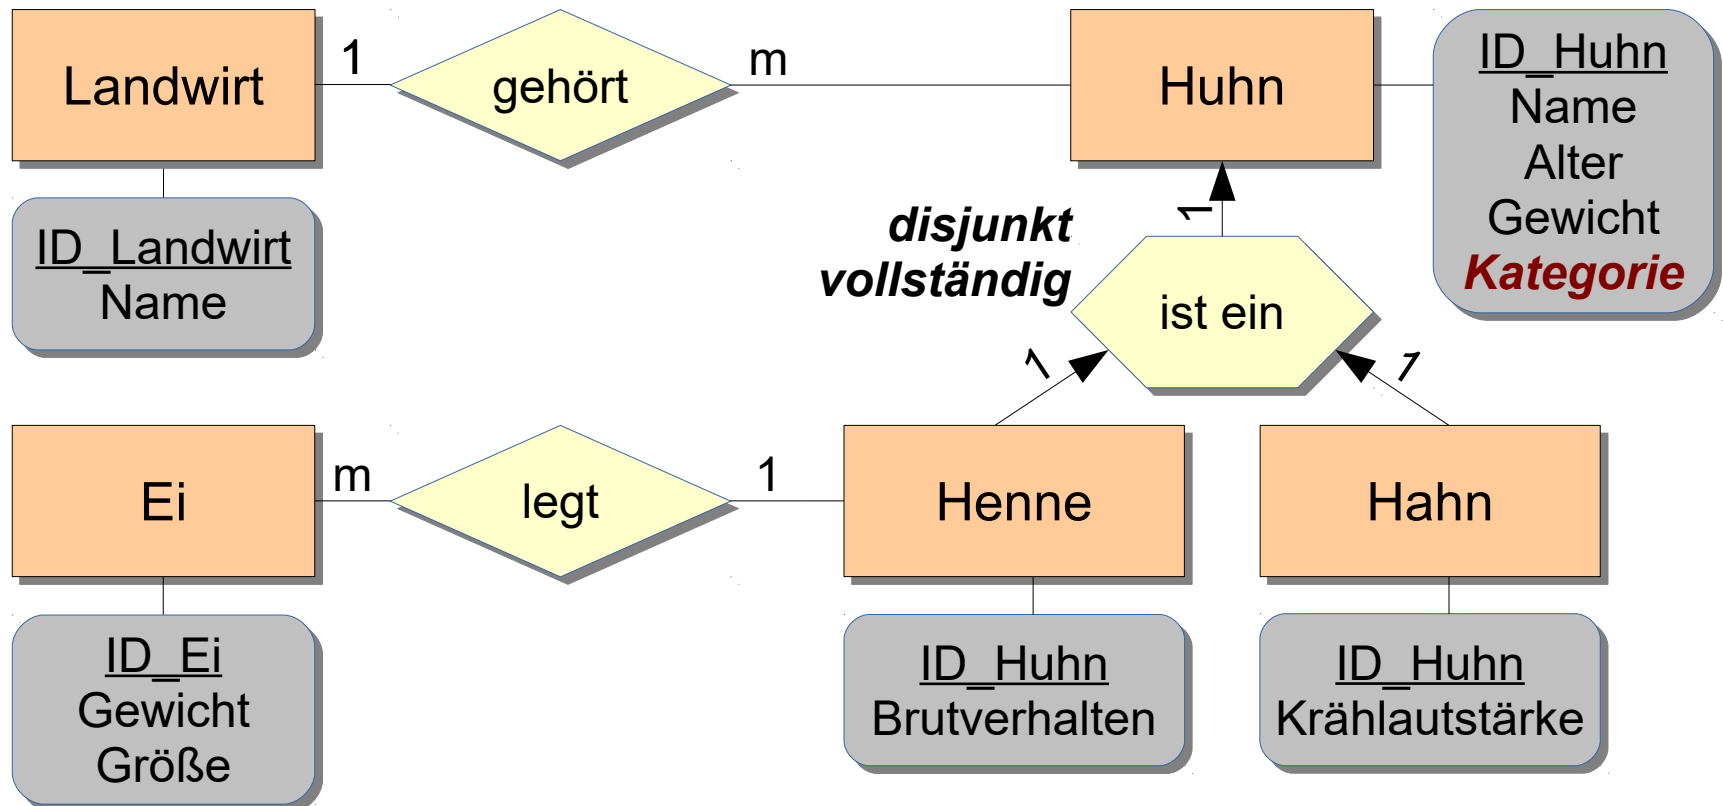 Landwirt
1
gehört
m
Huhn
ID_Huhn
Name
Alter
Gewicht
Kategorie
ID_Landwirt
Name
disjunkt
vollständig
1
ist ein
1
1
Ei
m
legt
1
Henne
Hahn
ID_Ei
Gewicht
Größe
ID_Huhn
Brutverhalten
ID_Huhn
Krählautstärke